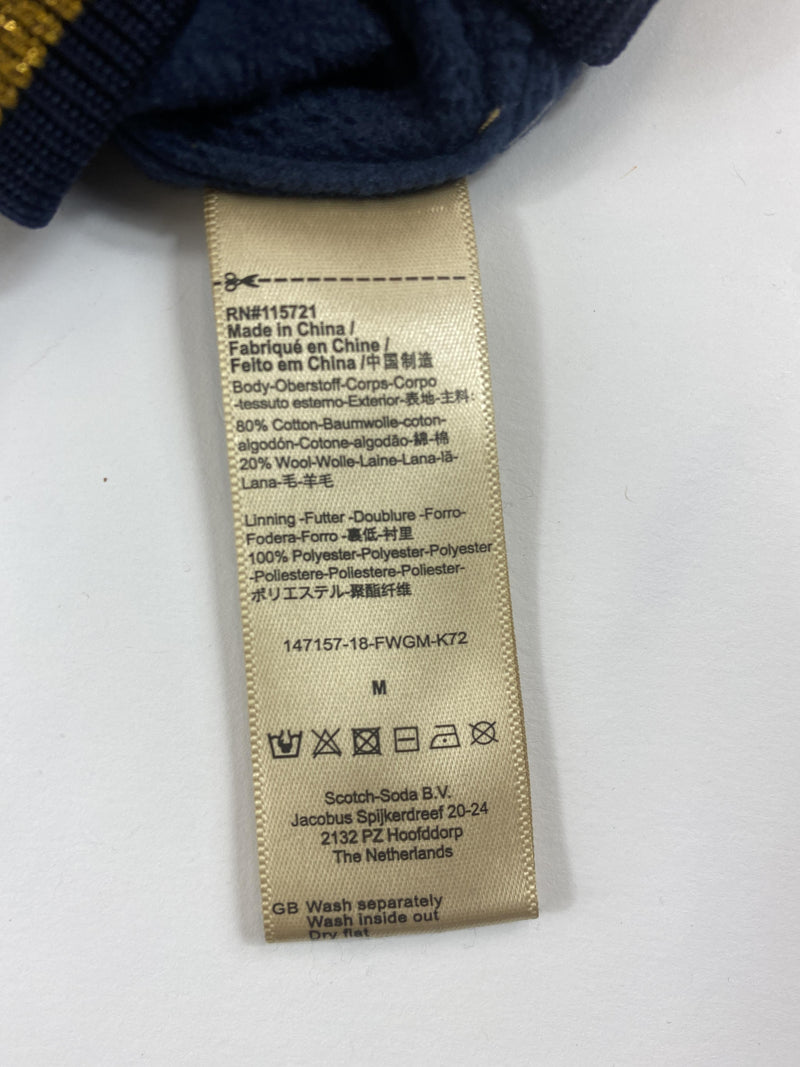 RN#115721
Made in China /
Fabriqué en Chine /
Feito em China /中国制造
Body-Oberstoff-Corps-Corpo
-tessuto esterno-Exterior-表地-主料:
80% Cotton-Baumwolle-coton-
algodón-Cotone-algodão-綿-棉
20% Wool-Wolle-Laine-Lana-lã-
Lana-毛-羊毛
Linning -Futter -Doublure -Forro-
Fodera-Forro -裏低-衬里
100% Polyester-Polyester-Polyester
-Poliestere-Poliestere-Poliester-
ポリエステル-聚酯纤维
147157-18-FWGM-K72
M
Scotch-Soda B.V.
Jacobus Spijkerdreef 20-24
2132 PZ Hoofddorp
The Netherlands
GB Wash separately
Wash inside out
Dry flat